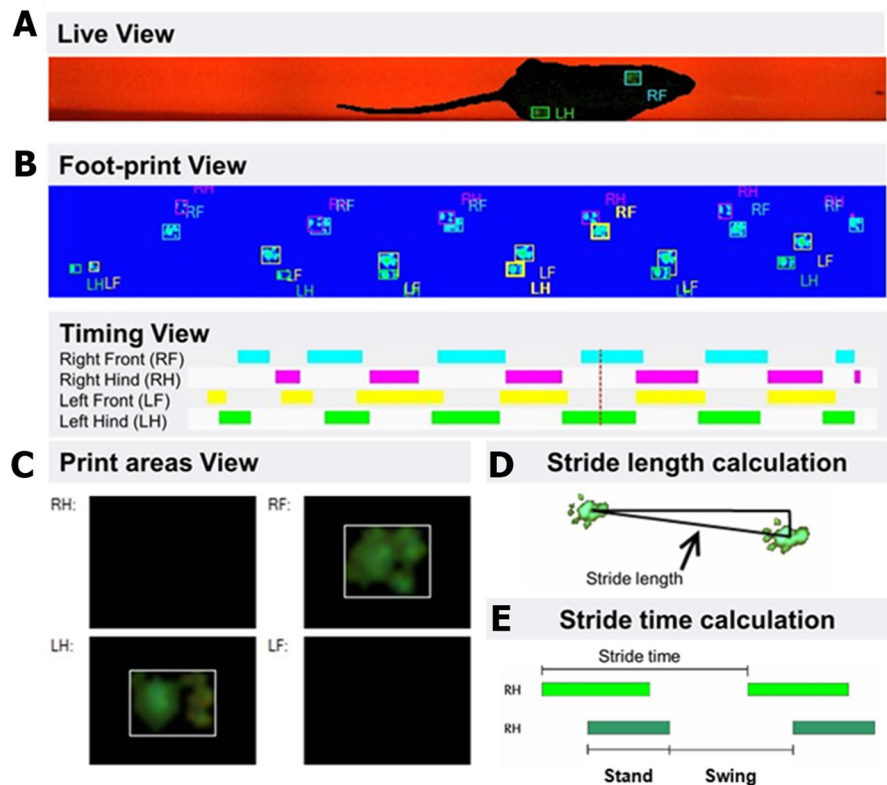 A
Live View
RF
LH
B
Foot-print View
RH
RH
RH
RF
RF
RF
RF
RF
RH
RF
RF
LF
LF
LF
LH
LF
LH
LF
LH
LH
LF
LH
LH
Timing View
Right Front (RF)
Right Hind (RH)
Left Front (LF)
Left Hind (LH)
C
Print areas View
RH:
RF:
LH:
LF:
D
Stride length calculation
Stride length
E
Stride time calculation
Stride time
RH
RH
Stand
Swing